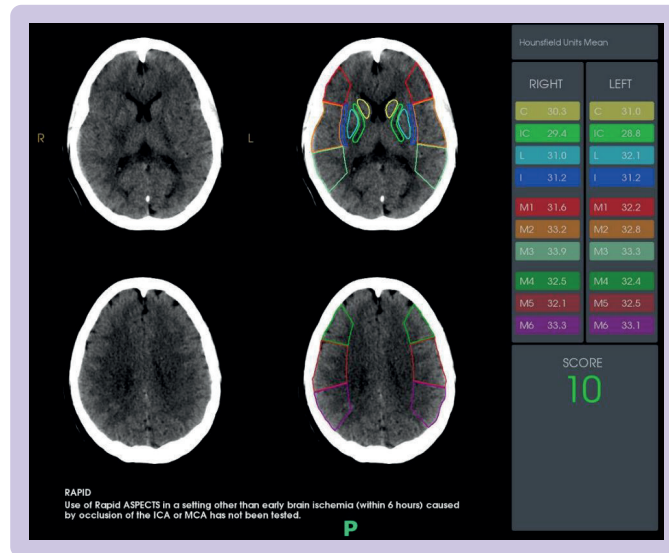 Hounsfield Units Mean
RIGHT LEFT
C 30.3 C 31.0
IC 29.4 IC 28.8
L 31.0 L 32.1
I 31.2 I 31.2
M1 31.6 M1 32.2
M2 33.2 M2 32.8
M3 33.9 M3 33.3
M4 32.5 M4 32.4
M5 32.1 M5 32.5
M6 33.3 M6 33.1
R L
SCORE
10
RAPID
Use of Rapid ASPECTS in a setting other than early brain ischemia (within 6 hours) caused
by occlusion of the ICA or MCA has not been tested.
P